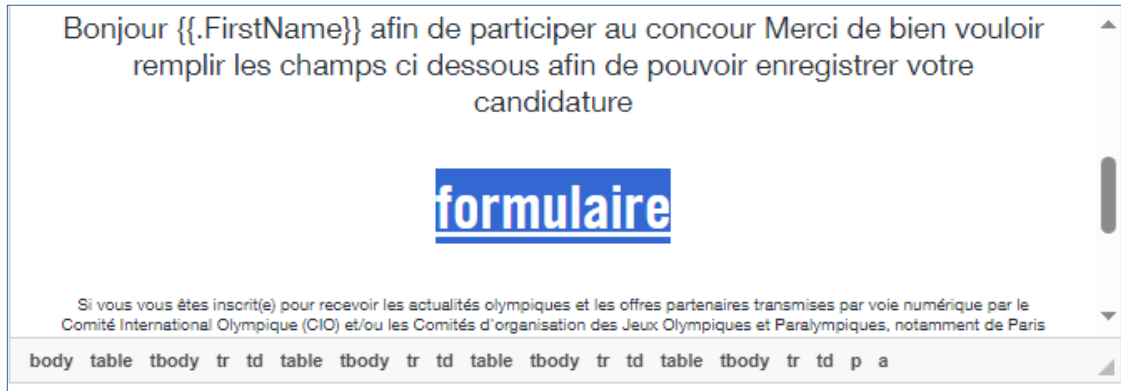 Bonjour {{.FirstName}} afin de participer au concour Merci de bien vouloir
remplir les champs ci dessous afin de pouvoir enregistrer votre
candidature
formulaire
Si vous vous êtes inscrit(e) pour recevoir les actualités olympiques et les offres partenaires transmises par voie numérique par le
Comité International Olympique (CIO) et/ou les Comités d'organisation des Jeux Olympiques et Paralympiques, notamment de Paris
body table tbody tr td table tbody tr td table tbody tr td table tbody tr td p a